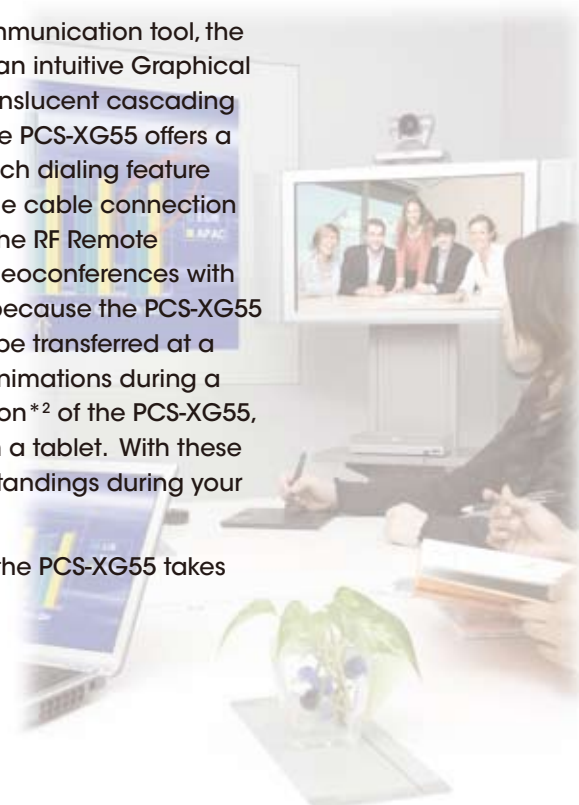 mmunication tool, the
an intuitive Graphical
nslucent cascading
e PCS-XG55 offers a
ch dialing feature
e cable connection
he RF Remote
eoconferences with
because the PCS-XG55
be transferred at a
nimations during a
on*² of the PCS-XG55,
n a tablet. With these
tandings during your
the PCS-XG55 takes
APAC